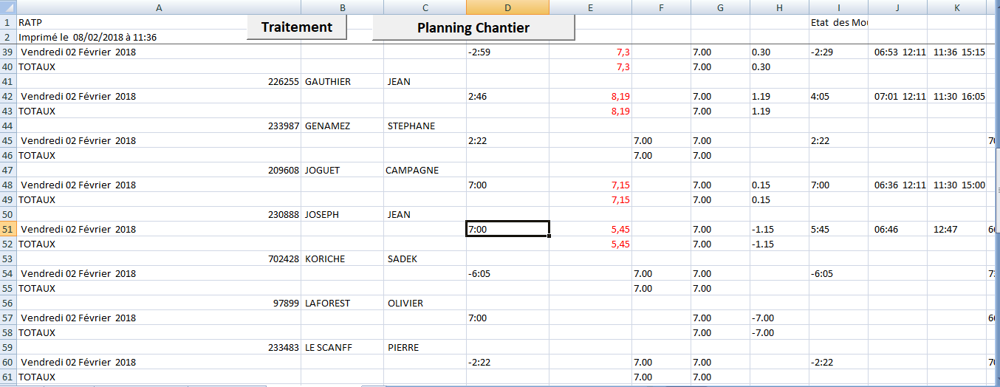 A B C D E F G H I J K
1 RATP Traitement Planning Chantier Etat des Mou
2 Imprimé le 08/02/2018 à 11:36
39 Vendredi 02 Février 2018 -2:59 7,3 7.00 0.30 -2:29 06:53 12:11 11:36 15:15
40 TOTAUX 7,3 7.00 0.30
41 226255 GAUTHIER JEAN
42 Vendredi 02 Février 2018 2:46 8,19 7.00 1.19 4:05 07:01 12:11 11:30 16:05
43 TOTAUX 8,19 7.00 1.19
44 233987 GENAMEZ STEPHANE
45 Vendredi 02 Février 2018 2:22 7.00 7.00 2:22
46 TOTAUX 7.00 7.00
47 209608 JOGUET CAMPAGNE
48 Vendredi 02 Février 2018 7:00 7,15 7.00 0.15 7:00 06:36 12:11 11:30 15:00
49 TOTAUX 7,15 7.00 0.15
50 230888 JOSEPH JEAN
51 Vendredi 02 Février 2018 7:00 5,45 7.00 -1.15 5:45 06:46 12:47
52 TOTAUX 5,45 7.00 -1.15
53 702428 KORICHE SADEK
54 Vendredi 02 Février 2018 -6:05 7.00 7.00 -6:05
55 TOTAUX 7.00 7.00
56 97899 LAFOREST OLIVIER
57 Vendredi 02 Février 2018 7:00 7.00 -7.00
58 TOTAUX 7.00 -7.00
59 233483 LE SCANFF PIERRE
60 Vendredi 02 Février 2018 -2:22 7.00 7.00 -2:22
61 TOTAUX 7.00 7.00